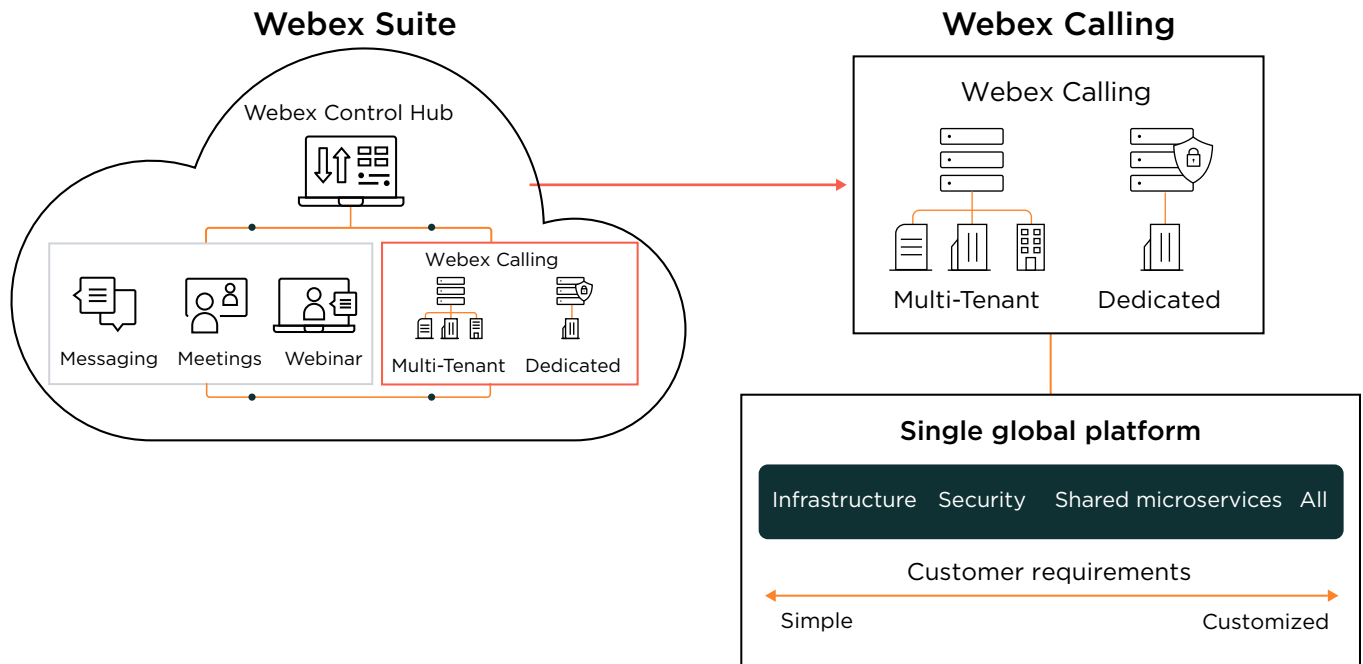 Webex Suite
Webex Control Hub
Messaging
Meetings
Webinar
Webex Calling
Multi-Tenant
Dedicated
Webex Calling
Webex Calling
Multi-Tenant
Dedicated
Single global platform
Infrastructure Security Shared microservices All
Customer requirements
Simple
Customized